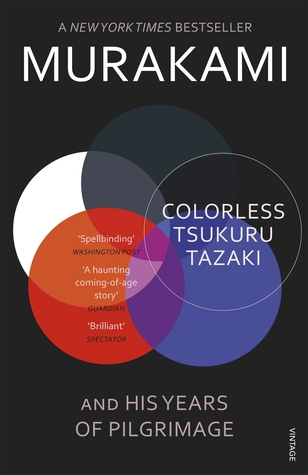 A NEW YORK TIMES BESTSELLER
MURAKAMI
COLORLESS
TSUKURU
TAZAKI
'Spellbinding'
WASHINGTON POST
'A haunting
coming-of-age
story'
GUARDIAN
'Brilliant'
SPECTATOR
AND HIS YEARS
OF PILGRIMAGE
VINTAGE